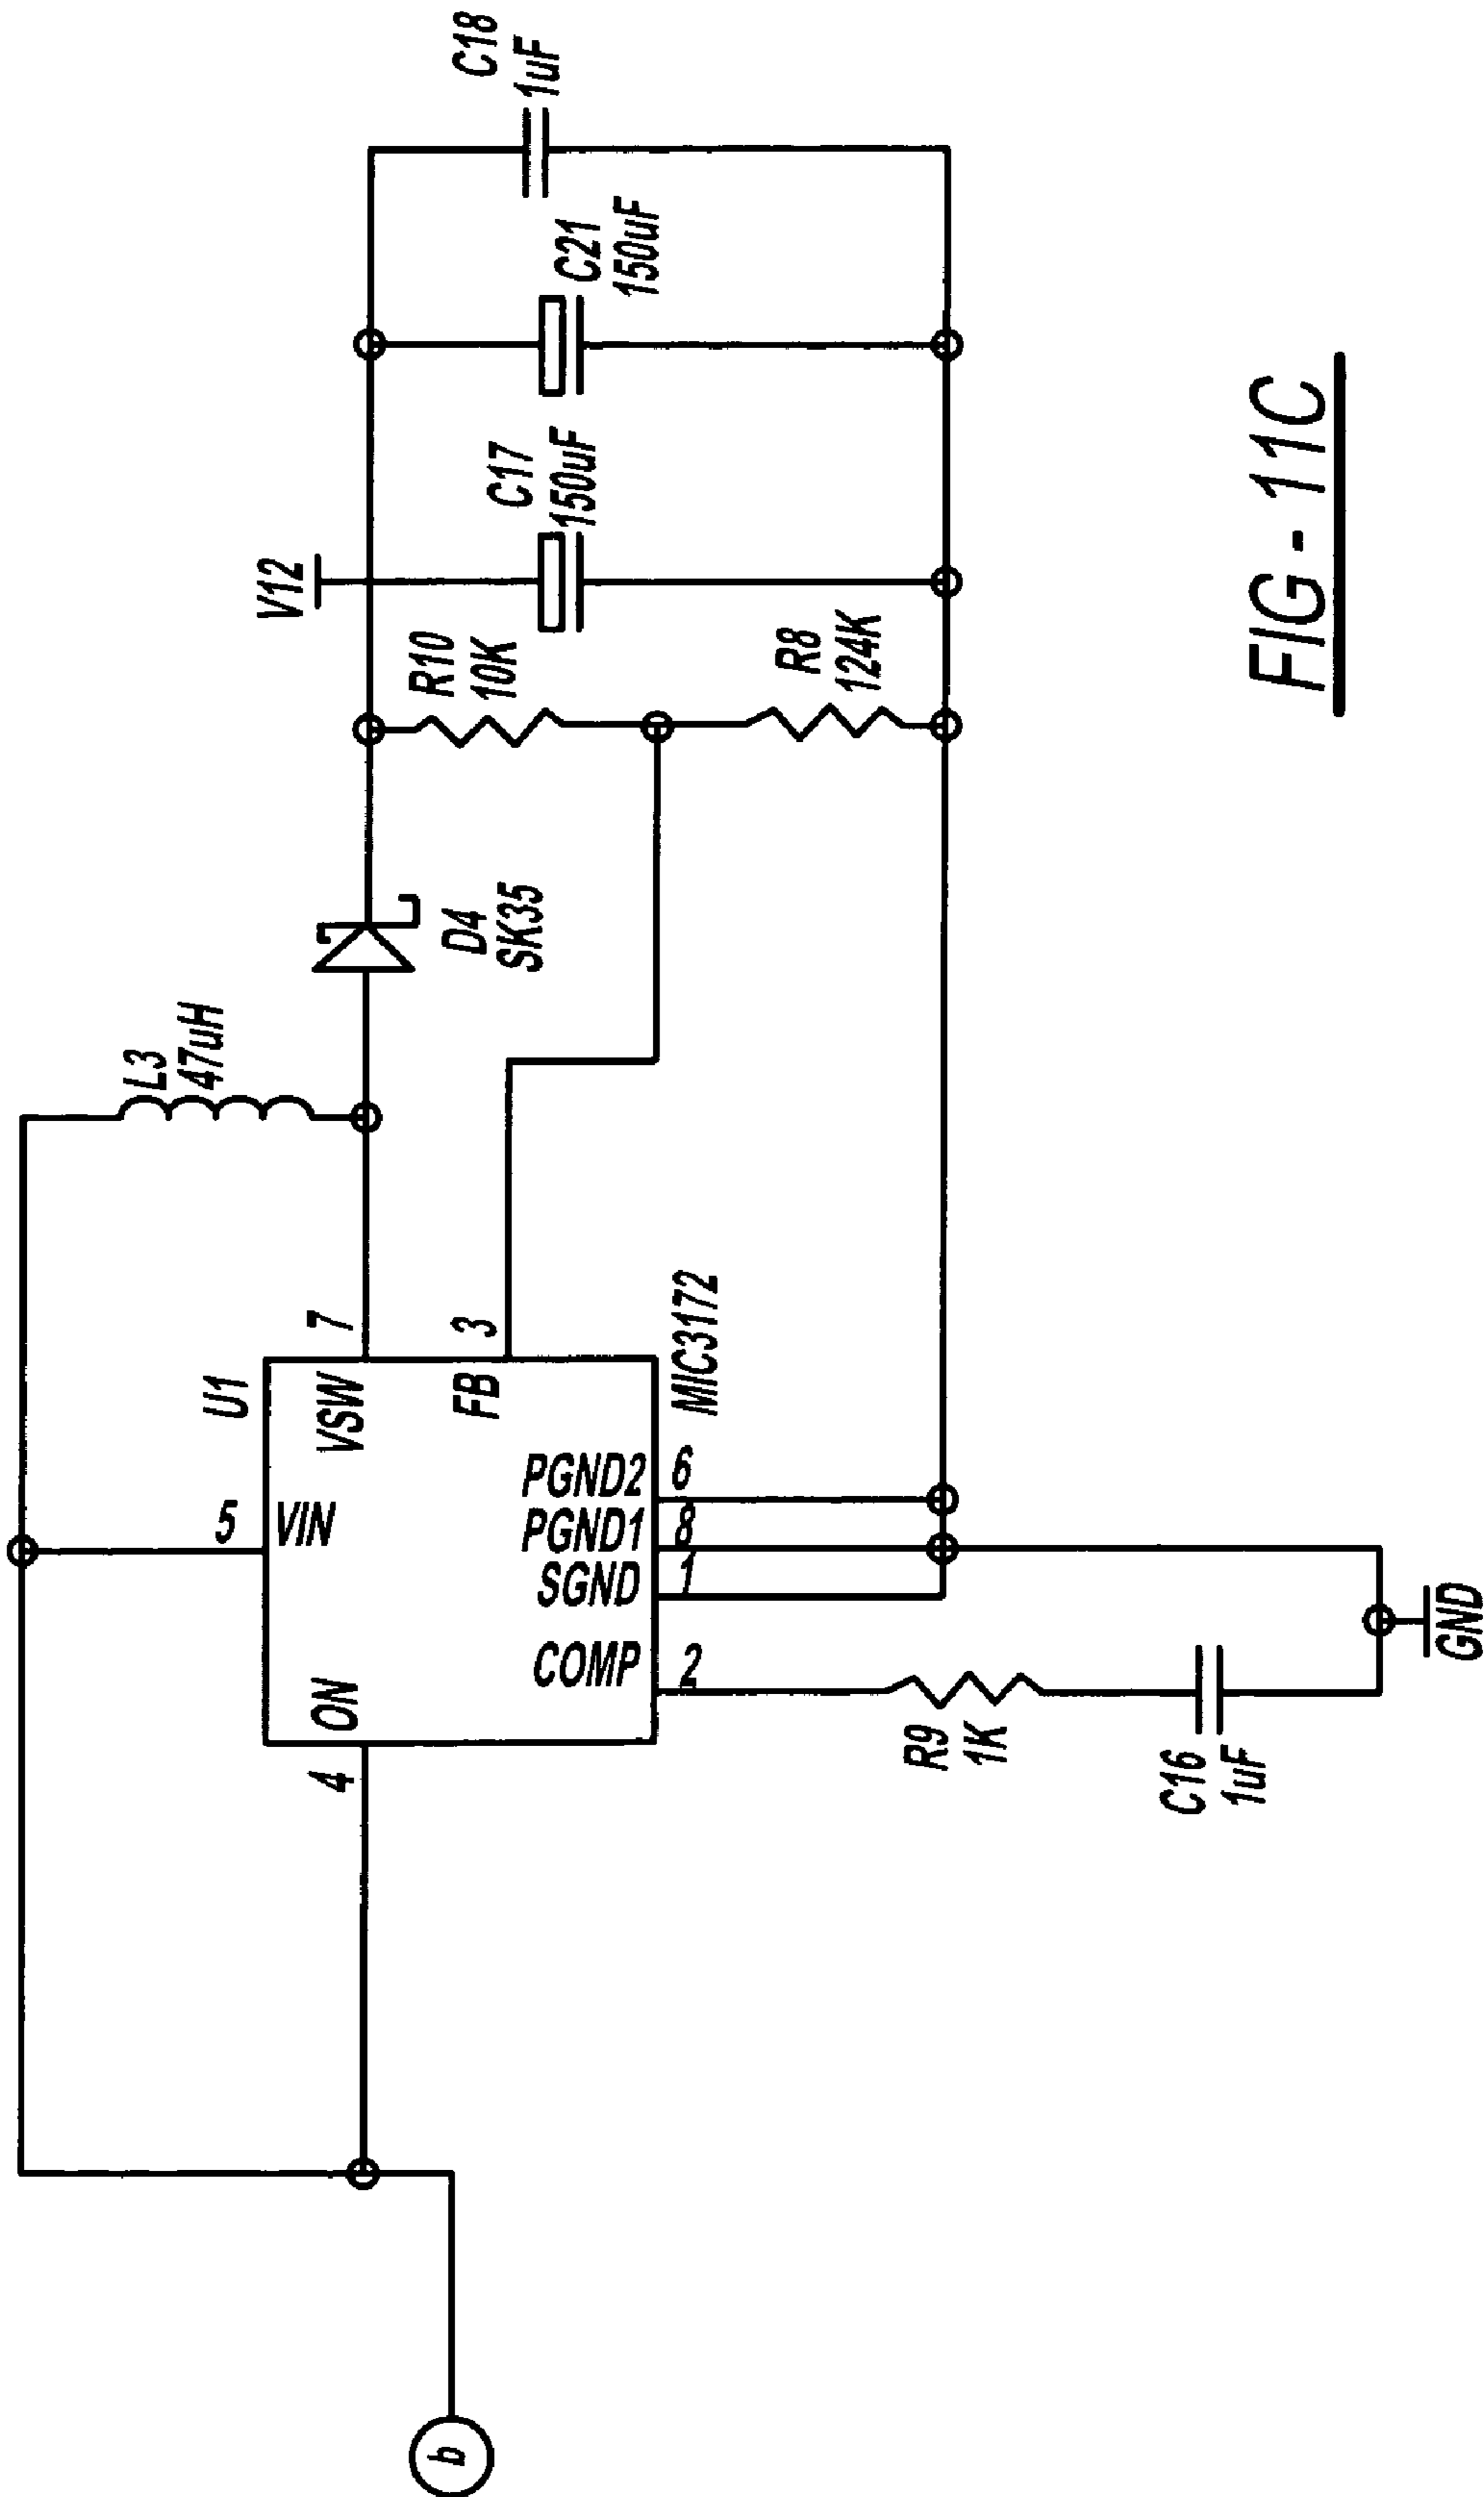 L3
47uH
V12
C18
1uF
C21
150uF
C17
150uF
R10
10K
D4
SK35
R8
124K
U1
5
VIN
VSW
7
FB
3
ON
4
PGND2
6
PGND1
8
SGND
1
COMP
2
MIC3172
R9
1K
C16
1uF
GND
b
FIG - 11C